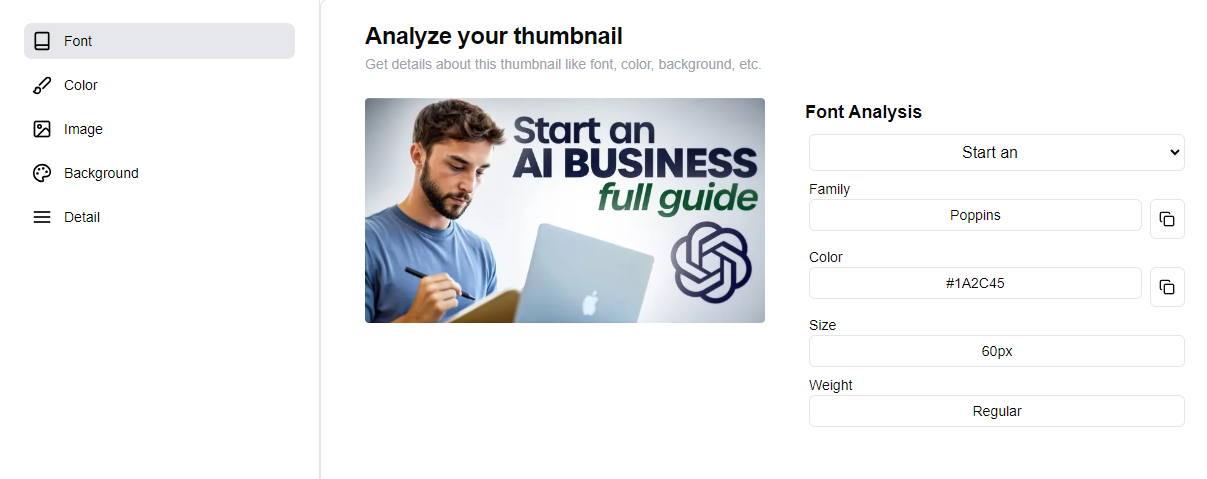 Font
Color
Image
Background
Detail
Analyze your thumbnail
Get details about this thumbnail like font, color, background, etc.
Start an
AI BUSINESS
full guide
Font Analysis
Start an
Family
Poppins
Color
#1A2C45
Size
60px
Weight
Regular